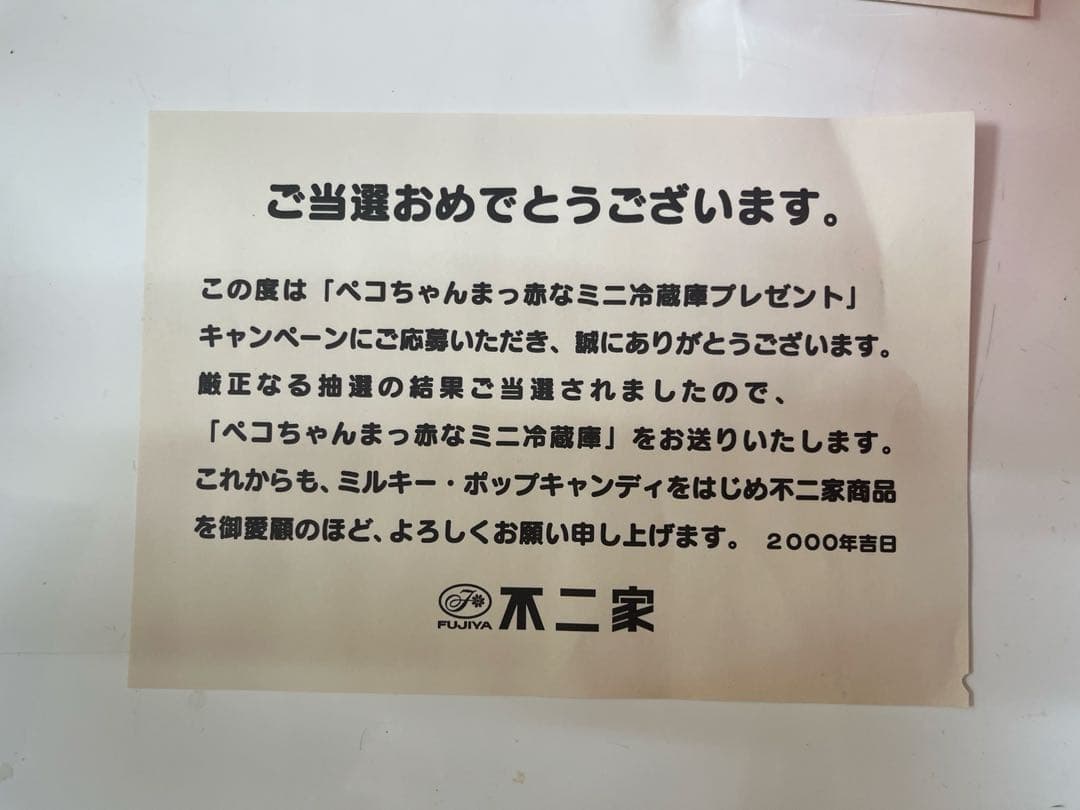 ご当選おめでとうございます。
この度は「ペコちゃんまっ赤なミニ冷蔵庫プレゼント」
キャンペーンにご応募いただき、誠にありがとうございます。
厳正なる抽選の結果ご当選されましたので、
「ペコちゃんまっ赤なミニ冷蔵庫」をお送りいたします。
これからも、ミルキー・ポップキャンディをはじめ不二家商品
を御愛顧のほど、よろしくお願い申し上げます。 2000年吉日
FUJIYA 不二家